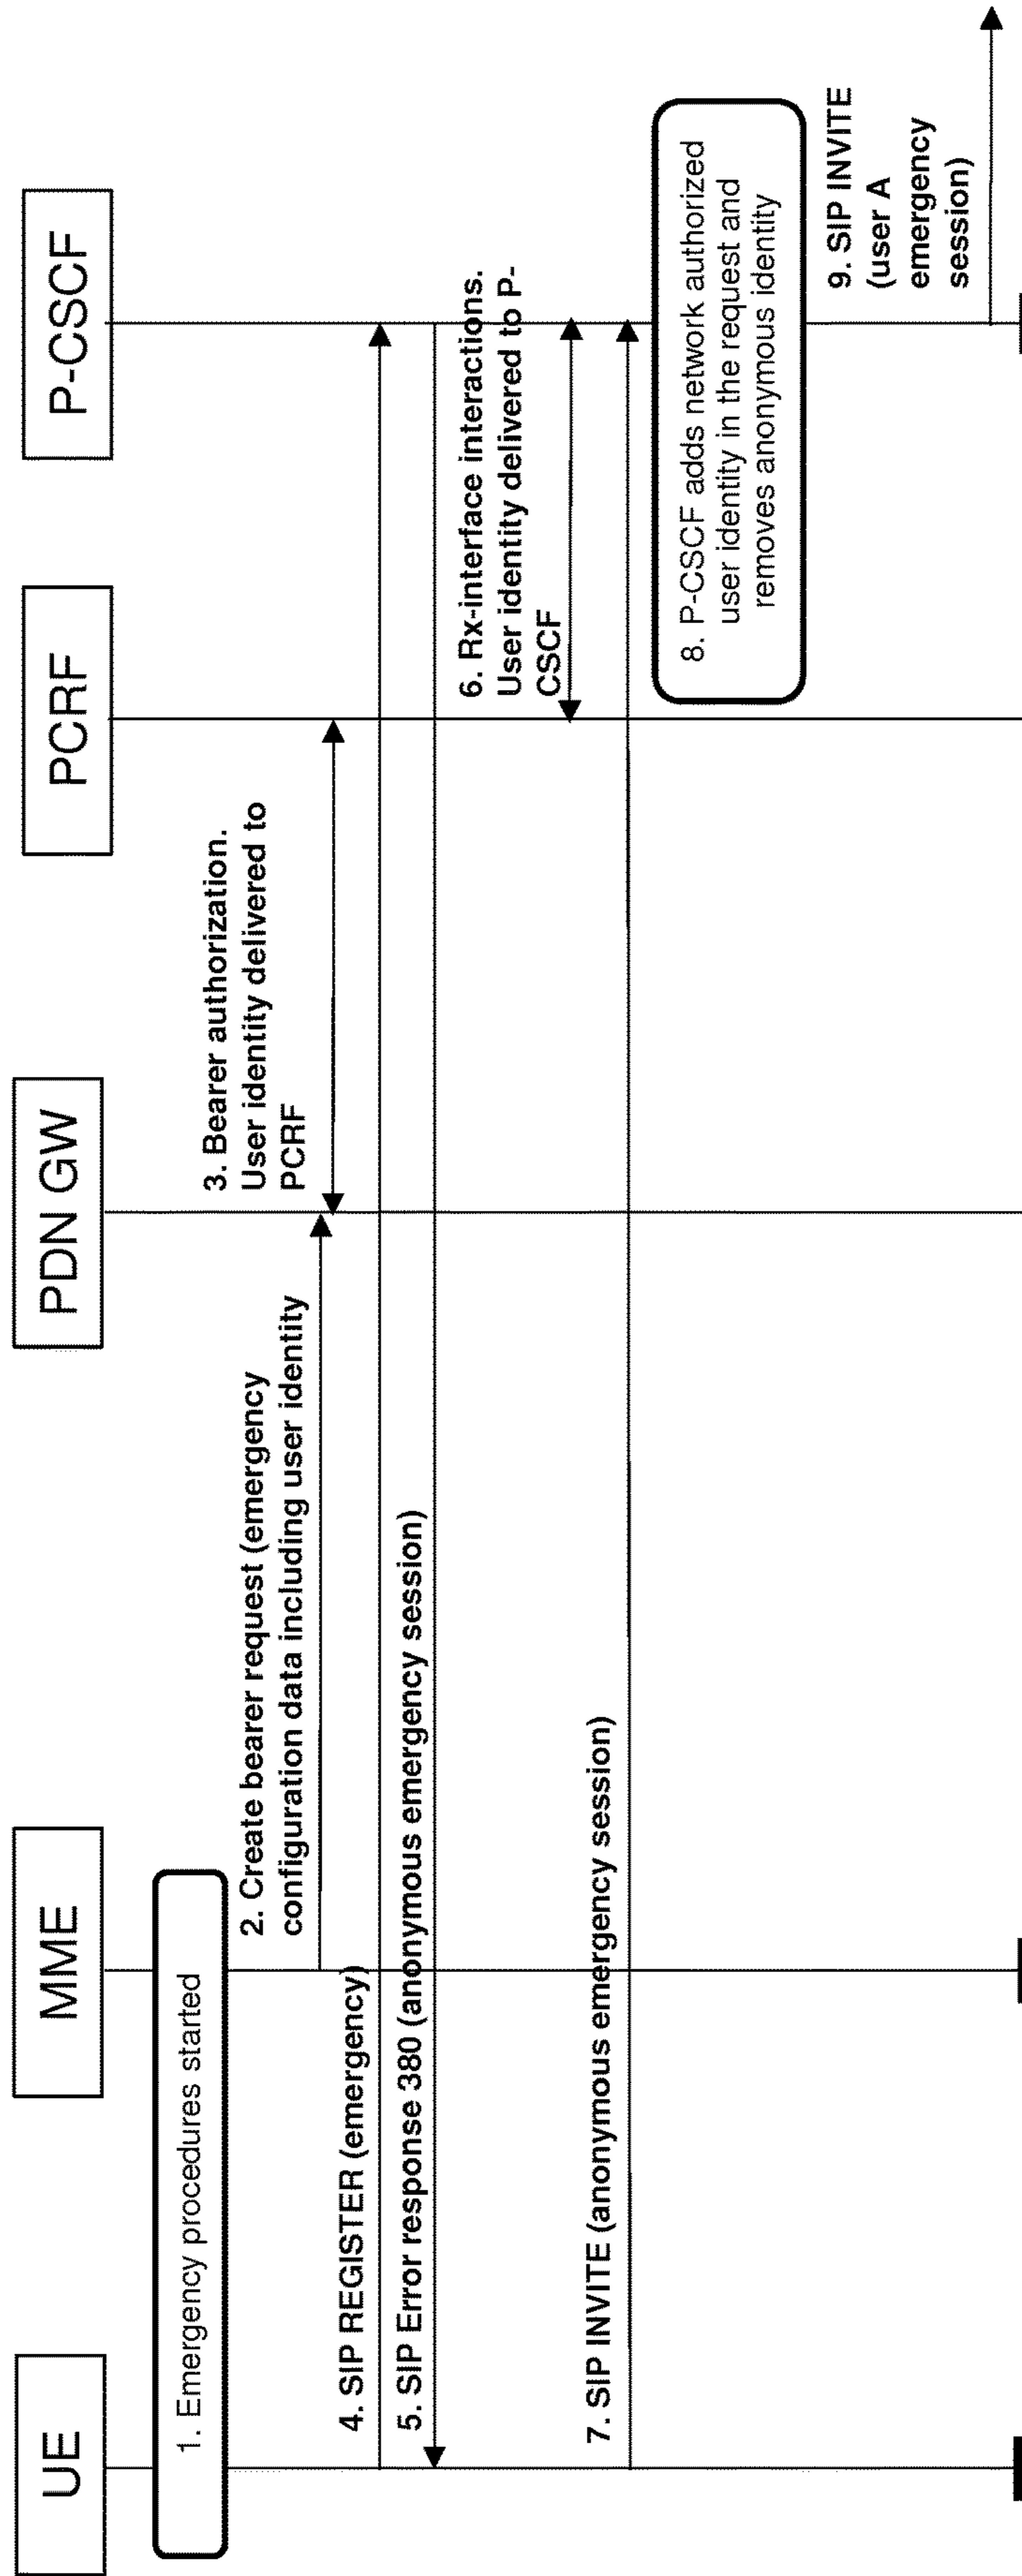 UE
MME
PDN GW
PCRF
P-CSCF
1. Emergency procedures started
2. Create bearer request (emergency
configuration data including user identity
3. Bearer authorization.
User identity delivered to
PCRF
4. SIP REGISTER (emergency)
5. SIP Error response 380 (anonymous emergency session)
6. Rx-interface interactions.
User identity delivered to P-
CSCF
7. SIP INVITE (anonymous emergency session)
8. P-CSCF adds network authorized
user identity in the request and
removes anonymous identity
9. SIP INVITE
(user A
emergency
session)